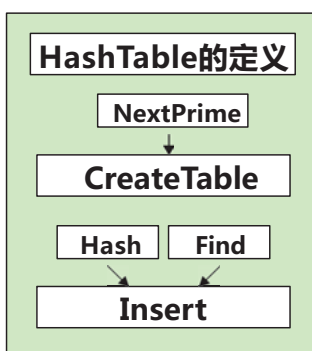 HashTable的定义
NextPrime
CreateTable
Hash Find
Insert